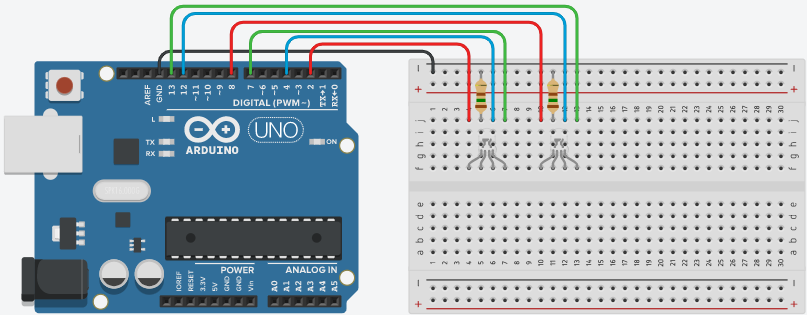 AREF
GND
13
12
~11
~10
~9
8
7
~6
~5
4
~3
2
TX→1
RX←0
DIGITAL (PWM~)
L
TX
RX
UNO
ARDUINO
ON
POWER
ANALOG IN
IOREF
RESET
3.3V
5V
GND
GND
Vin
A0
A1
A2
A3
A4
A5
− −
+ +
1 2 3 5 6 7 8 9 11 14 15 16 17 18 19 20 21 22 23 24 25 26 27 28 29 30
j j
i i
h h
g g
f f
e e
d d
c c
b b
a a
1 2 3 4 5 6 7 8 9 10 11 12 13 14 15 16 17 18 19 20 21 22 23 24 25 26 27 28 29 30
− −
+ +